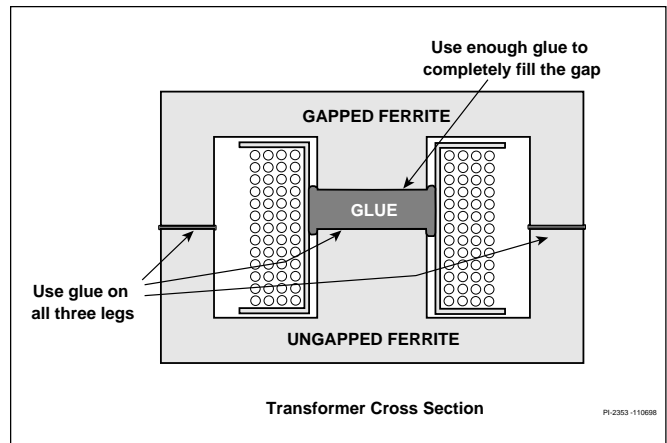 Use enough glue to
completely fill the gap
GAPPED FERRITE
GLUE
Use glue on
all three legs
UNGAPPED FERRITE
Transformer Cross Section
PI-2353 -110698